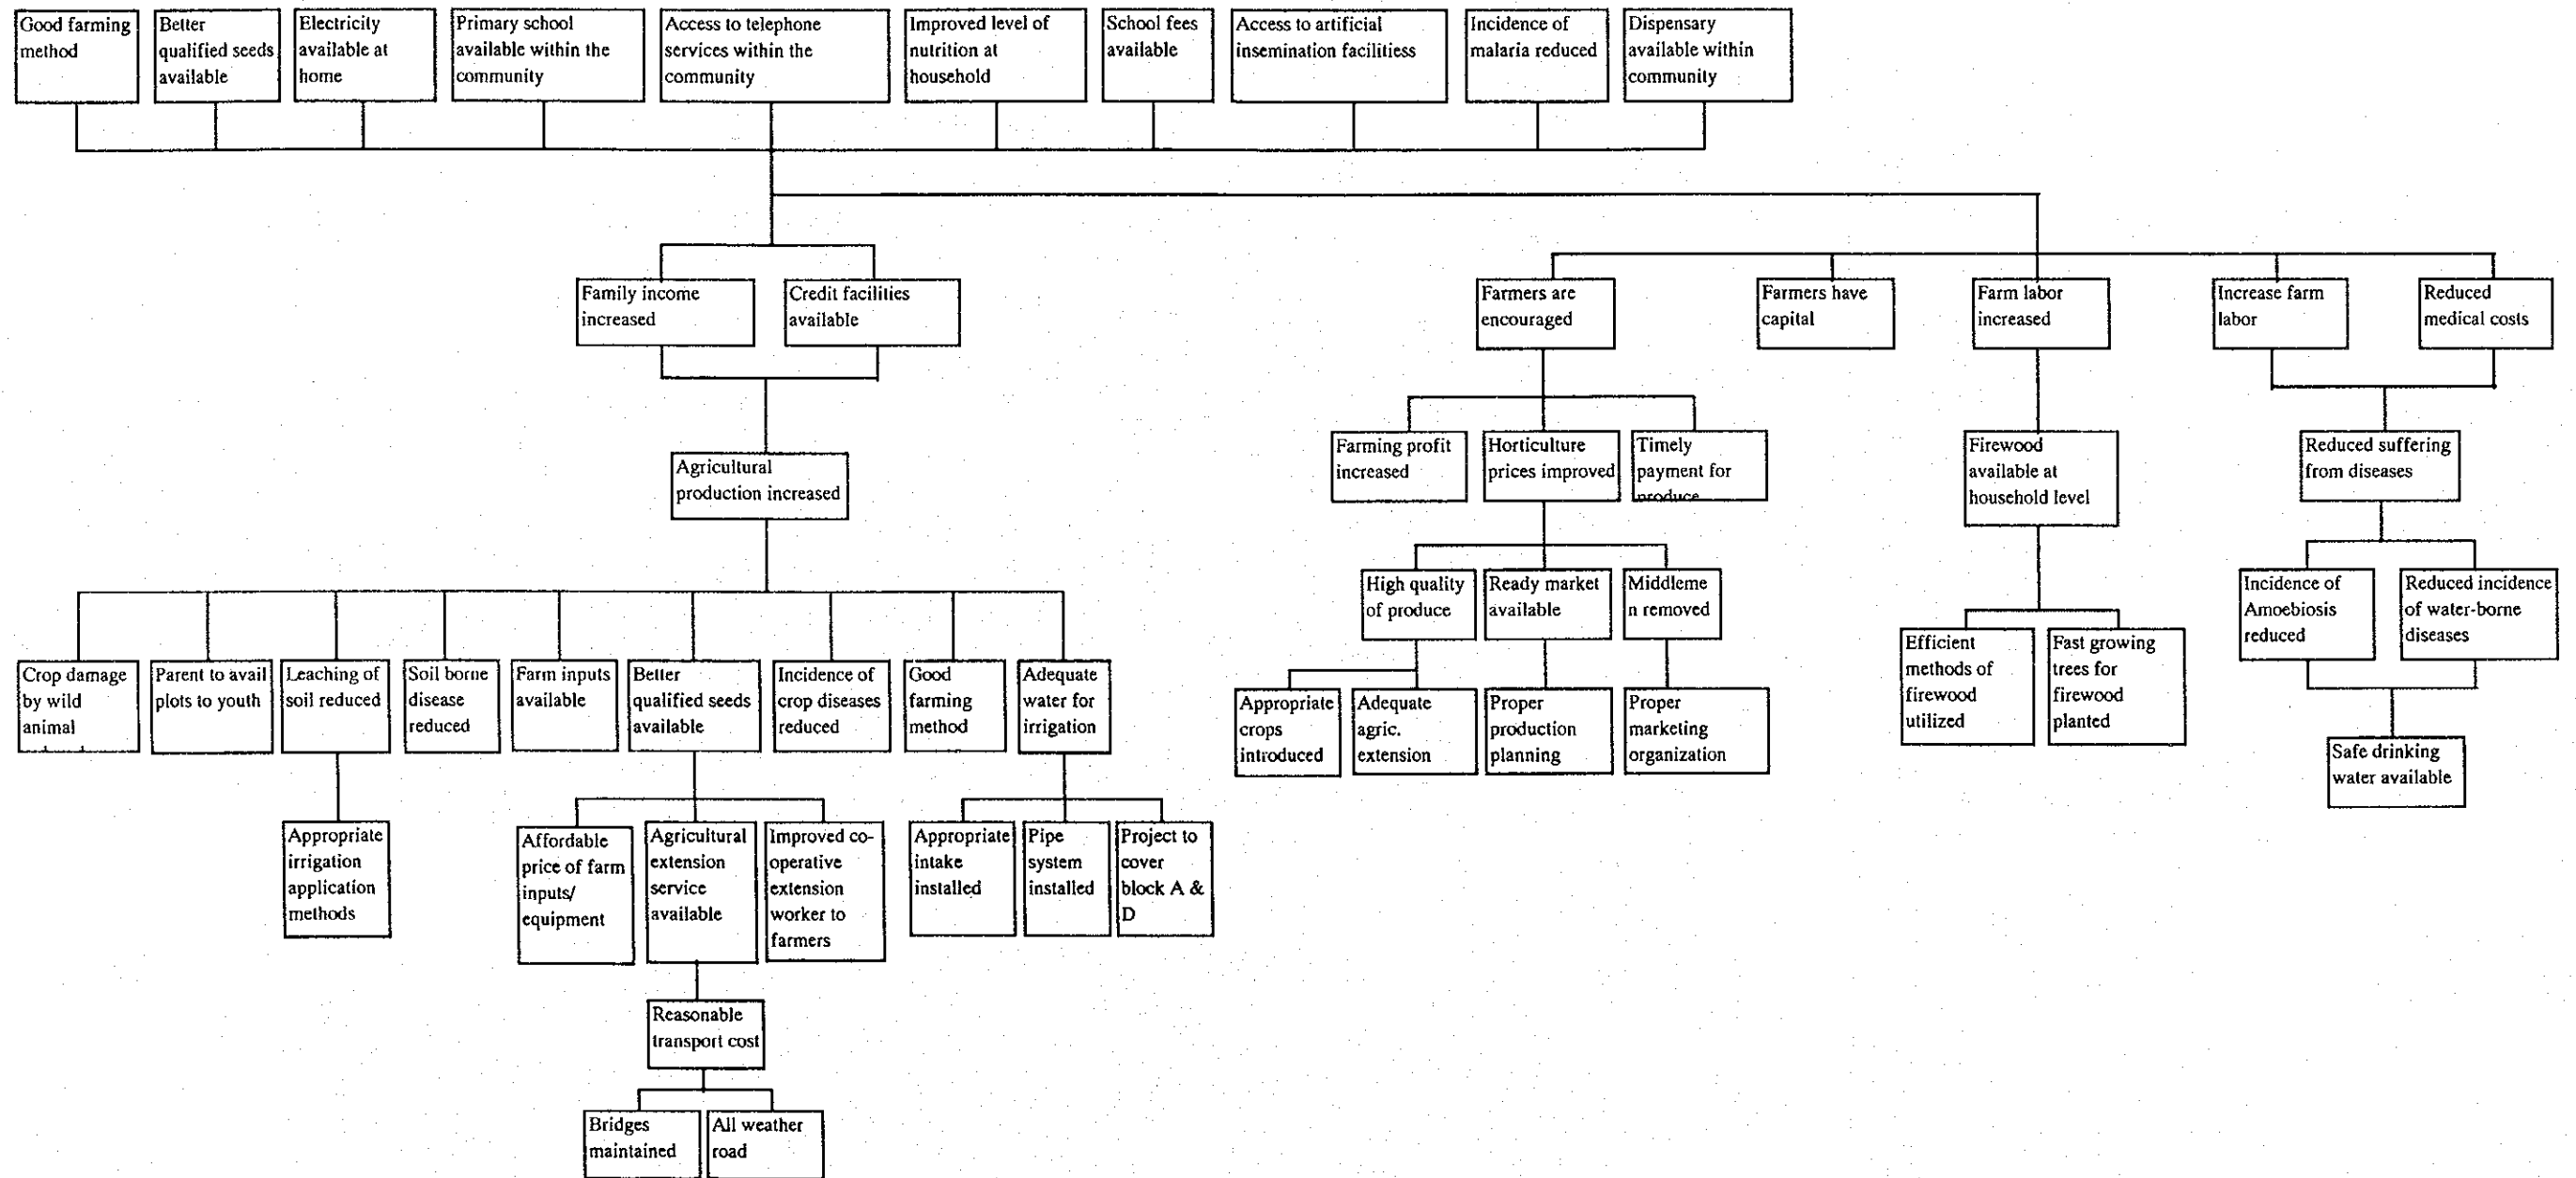 Good farming
method
Better
qualified seeds
available
Electricity
available at
home
Primary school
available within the
community
Access to telephone
services within the
community
Improved level of
nutrition at
household
School fees
available
Access to artificial
insemination facilitiess
Incidence of
malaria reduced
Dispensary
available within
community
Family income
increased
Credit facilities
available
Farmers are
encouraged
Farmers have
capital
Farm labor
increased
Increase farm
labor
Reduced
medical costs
Agricultural
production increased
Farming profit
increased
Horticulture
prices improved
Timely
payment for
produce
Firewood
available at
household level
Reduced suffering
from diseases
High quality
of produce
Ready market
available
Middleme
n removed
Incidence of
Amoebiosis
reduced
Reduced incidence
of water-borne
diseases
Efficient
methods of
firewood
utilized
Fast growing
trees for
firewood
planted
Crop damage
by wild
animal
Parent to avail
plots to youth
Leaching of
soil reduced
Soil borne
disease
reduced
Farm inputs
available
Better
qualified seeds
available
Incidence of
crop diseases
reduced
Good
farming
method
Adequate
water for
irrigation
Appropriate
crops
introduced
Adequate
agric.
extension
Proper
production
planning
Proper
marketing
organization
Safe drinking
water available
Appropriate
irrigation
application
methods
Affordable
price of farm
inputs/
equipment
Agricultural
extension
service
available
Improved co-
operative
extension
worker to
farmers
Appropriate
intake
installed
Pipe
system
installed
Project to
cover
block A &
D
Reasonable
transport cost
Bridges
maintained
All weather
road